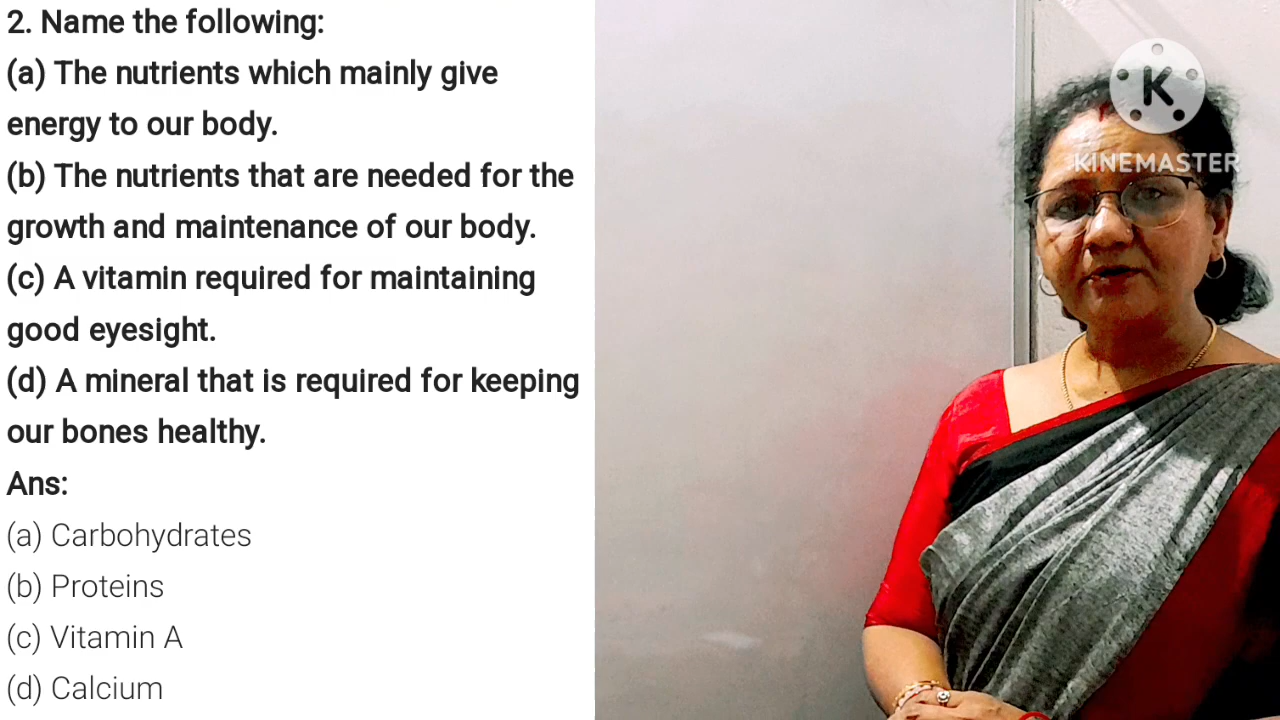 2. Name the following:
(a) The nutrients which mainly give
energy to our body.
(b) The nutrients that are needed for the
growth and maintenance of our body.
(c) A vitamin required for maintaining
good eyesight.
(d) A mineral that is required for keeping
our bones healthy.
Ans:
(a) Carbohydrates
(b) Proteins
(c) Vitamin A
(d) Calcium
K
KINEMASTER